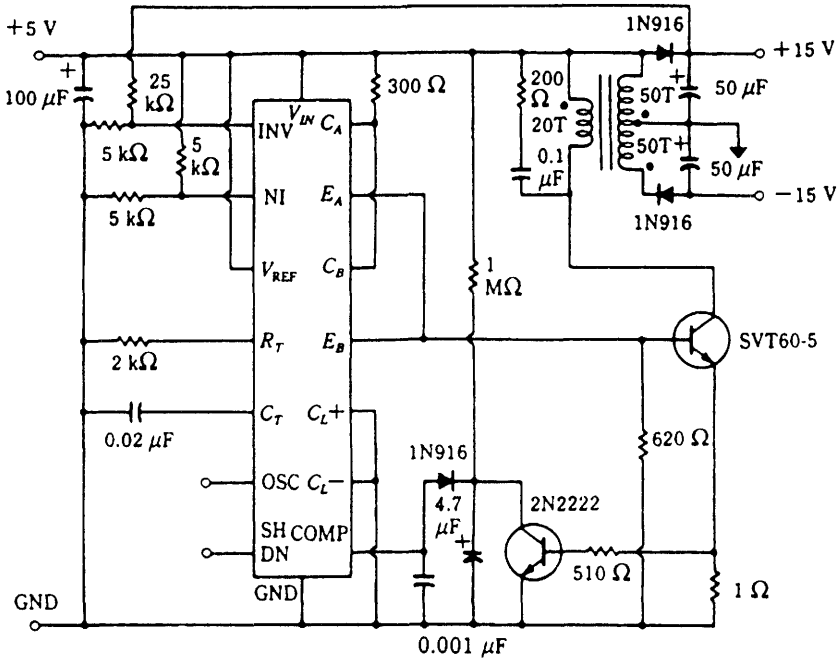 +5 V
1N916
+15 V
100 µF
+
25
kΩ
300 Ω
200
Ω
20T
50T
50T
+
50 µF
+
50 µF
V_IN
INV
C_A
5 kΩ
5
kΩ
0.1
µF
5 kΩ
NI
E_A
1N916
−15 V
V_REF
C_B
1
MΩ
R_T
E_B
SVT60-5
2 kΩ
C_T
C_L+
0.02 µF
620 Ω
1N916
OSC
C_L−
4.7
µF
+
2N2222
SH
DN
COMP
510 Ω
1 Ω
GND
GND
0.001 µF